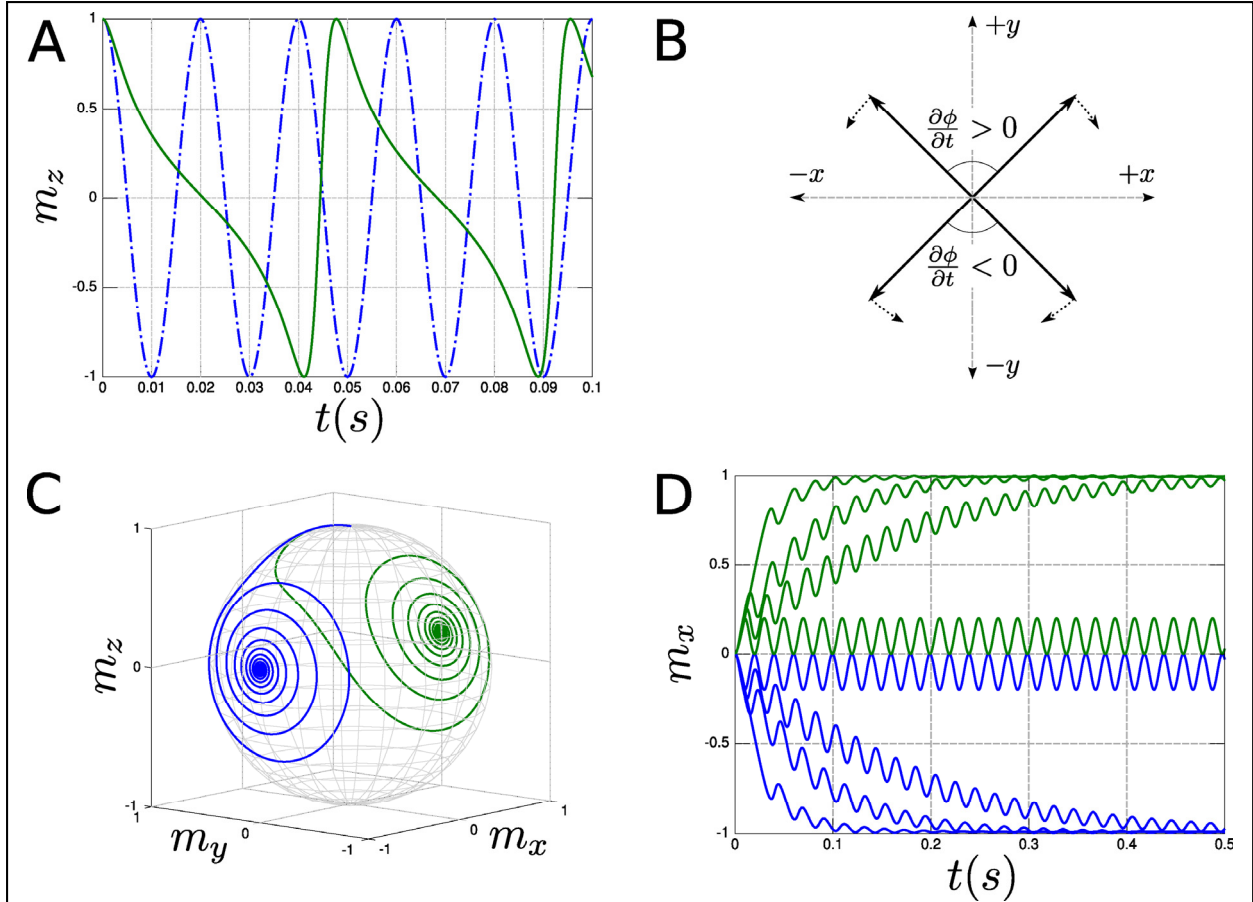 A
1
0.5
0
-0.5
-1
m_z
0 0.01 0.02 0.03 0.04 0.05 0.06 0.07 0.08 0.09 0.1
t(s)
B
+y
∂φ/∂t > 0
−x
+x
∂φ/∂t < 0
−y
C
1
0
-1
m_z
1
0
-1
m_y
-1
0
1
m_x
D
1
0.5
0
-0.5
-1
m_x
0 0.1 0.2 0.3 0.4 0.5
t(s)